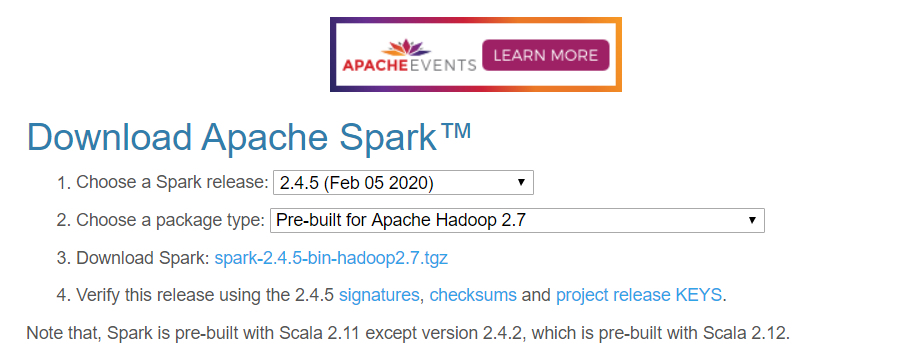 APACHEEVENTS LEARN MORE
Download Apache Spark™
1. Choose a Spark release: 2.4.5 (Feb 05 2020)
2. Choose a package type: Pre-built for Apache Hadoop 2.7
3. Download Spark: spark-2.4.5-bin-hadoop2.7.tgz
4. Verify this release using the 2.4.5 signatures, checksums and project release KEYS.
Note that, Spark is pre-built with Scala 2.11 except version 2.4.2, which is pre-built with Scala 2.12.